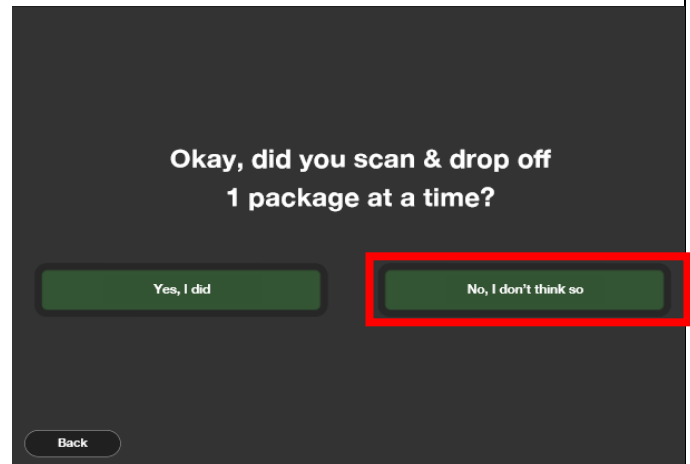 Okay, did you scan & drop off
1 package at a time?
Yes, I did
No, I don't think so
Back